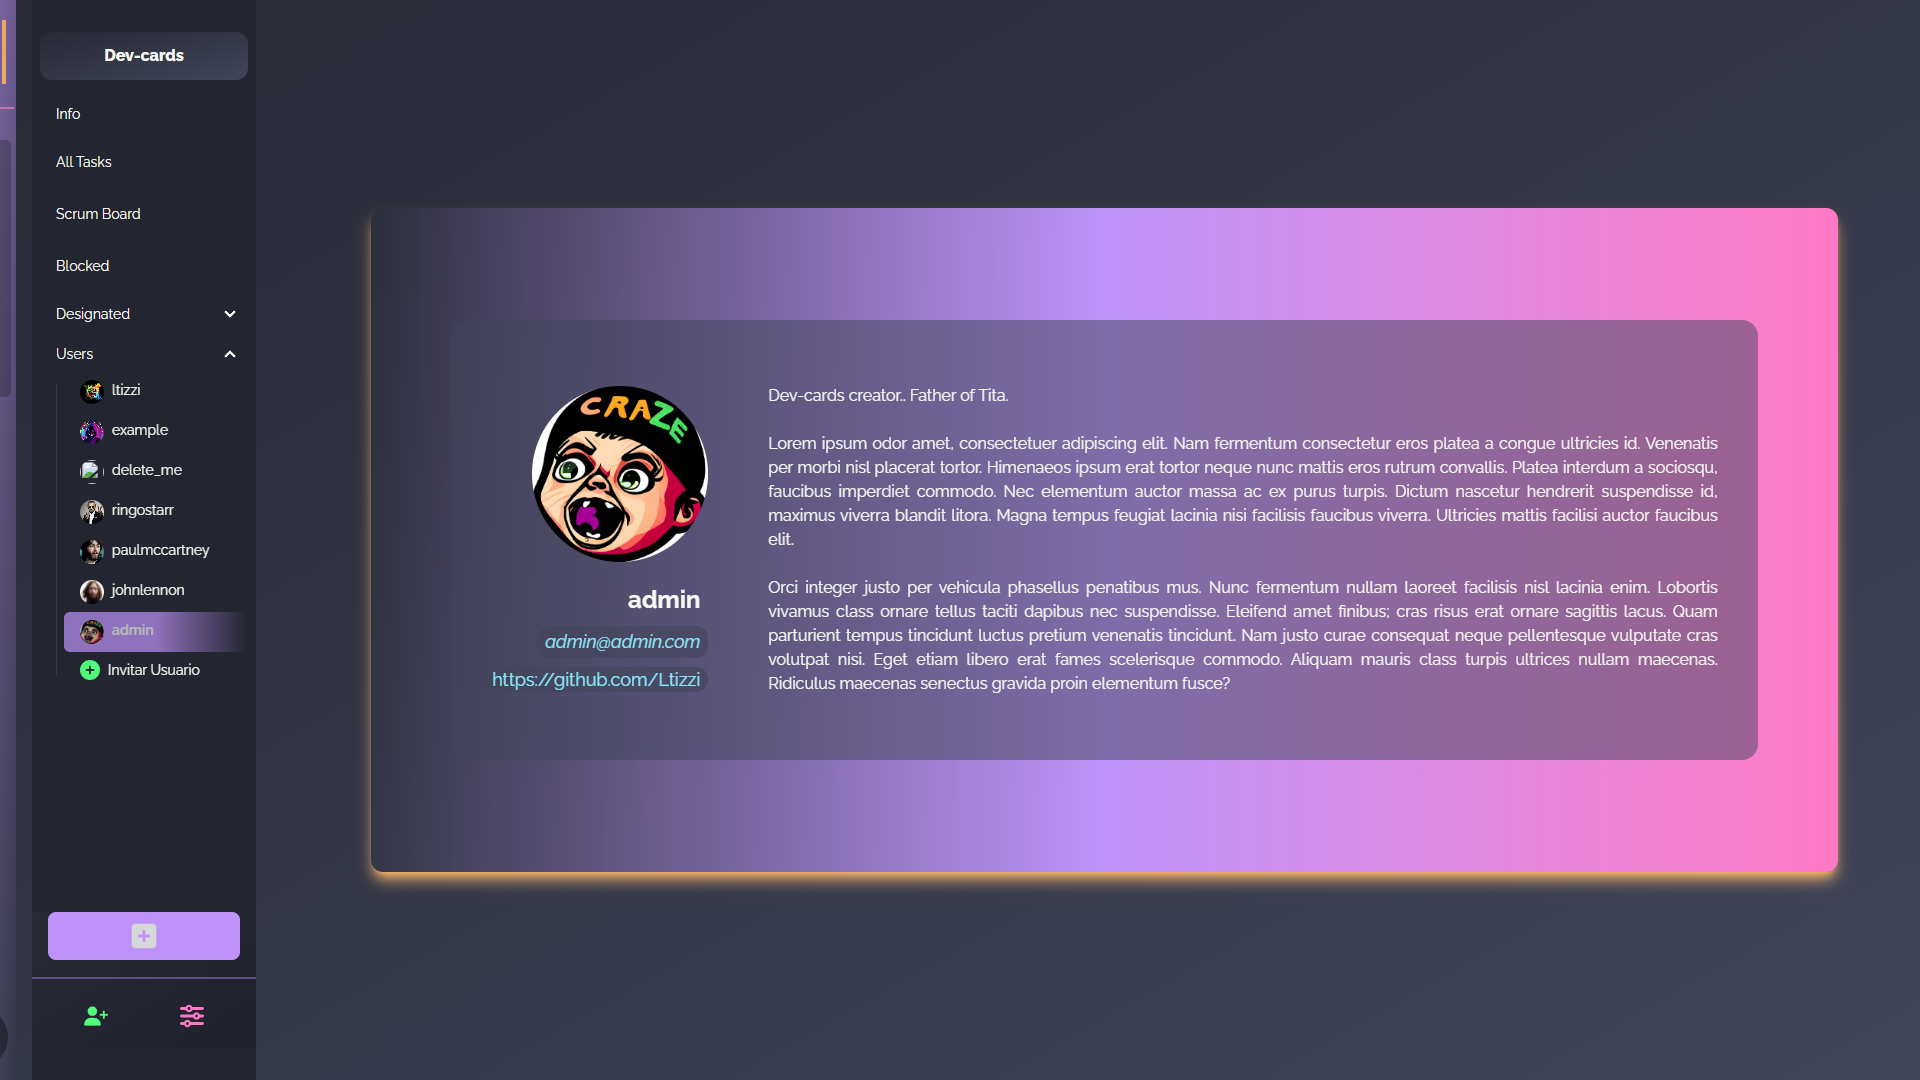 Dev-cards
Info
All Tasks
Scrum Board
Blocked
Designated
Users
ltizzi
example
delete_me
ringostarr
paulmccartney
johnlennon
admin
Invitar Usuario
CRAZE
admin
admin@admin.com
https://github.com/Ltizzi
Dev-cards creator.. Father of Tita.
Lorem ipsum odor amet, consectetuer adipiscing elit. Nam fermentum consectetur eros platea a congue ultricies id. Venenatis
per morbi nisl placerat tortor. Himenaeos ipsum erat tortor neque nunc mattis eros rutrum convallis. Platea interdum a sociosqu,
faucibus imperdiet commodo. Nec elementum auctor massa ac ex purus turpis. Dictum nascetur hendrerit suspendisse id,
maximus viverra blandit litora. Magna tempus feugiat lacinia nisi facilisis faucibus viverra. Ultricies mattis facilisi auctor faucibus
elit.
Orci integer justo per vehicula phasellus penatibus mus. Nunc fermentum nullam laoreet facilisis nisl lacinia enim. Lobortis
vivamus class ornare tellus taciti dapibus nec suspendisse. Eleifend amet finibus; cras risus erat ornare sagittis lacus. Quam
parturient tempus tincidunt luctus pretium venenatis tincidunt. Nam justo curae consequat neque pellentesque vulputate cras
volutpat nisi. Eget etiam libero erat fames scelerisque commodo. Aliquam mauris class turpis ultrices nullam maecenas.
Ridiculus maecenas senectus gravida proin elementum fusce?